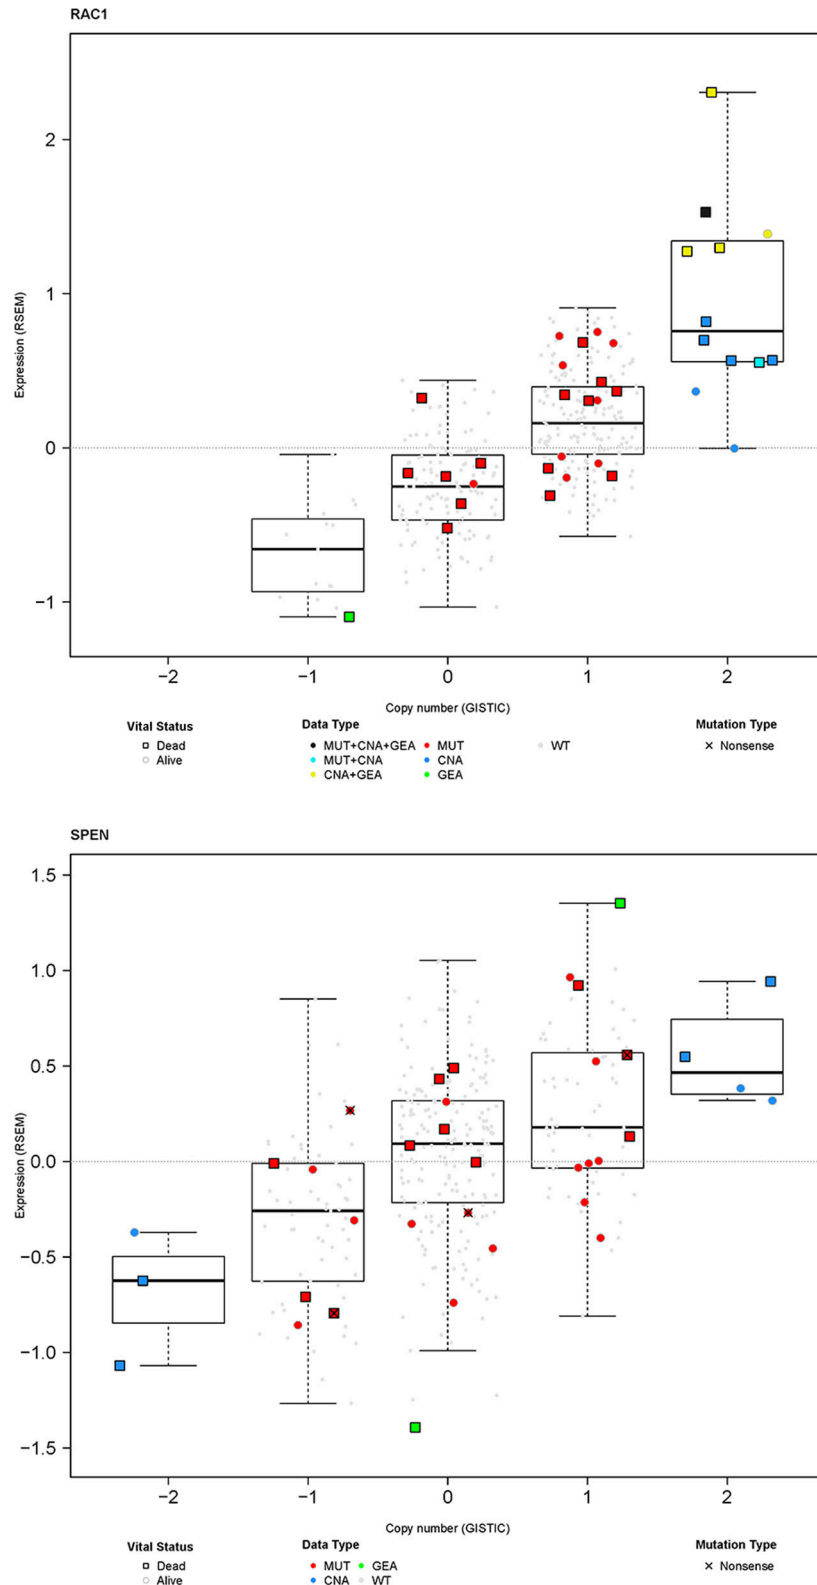 RAC1
2
1
0
−1
Expression (RSEM)
−2 −1 0 1 2
Copy number (GISTIC)
Vital Status Data Type Mutation Type
Dead MUT+CNA+GEA MUT WT Nonsense
Alive MUT+CNA CNA
CNA+GEA GEA
SPEN
1.5
1.0
0.5
0.0
−0.5
−1.0
−1.5
Expression (RSEM)
−2 −1 0 1 2
Copy number (GISTIC)
Vital Status Data Type Mutation Type
Dead MUT GEA Nonsense
Alive CNA WT